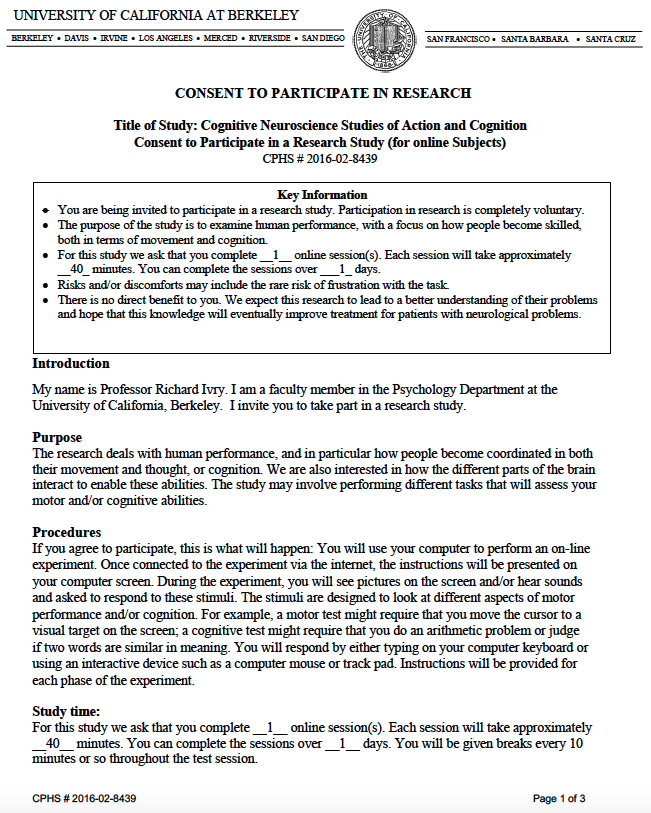 UNIVERSITY OF CALIFORNIA AT BERKELEY
BERKELEY • DAVIS • IRVINE • LOS ANGELES • MERCED • RIVERSIDE • SAN DIEGO
SAN FRANCISCO • SANTA BARBARA • SANTA CRUZ
CONSENT TO PARTICIPATE IN RESEARCH
Title of Study: Cognitive Neuroscience Studies of Action and Cognition
Consent to Participate in a Research Study (for online Subjects)
CPHS # 2016-02-8439
Key Information
• You are being invited to participate in a research study. Participation in research is completely voluntary.
• The purpose of the study is to examine human performance, with a focus on how people become skilled,
both in terms of movement and cognition.
• For this study we ask that you complete __1__ online session(s). Each session will take approximately
__40_ minutes. You can complete the sessions over ___1_ days.
• Risks and/or discomforts may include the rare risk of frustration with the task.
• There is no direct benefit to you. We expect this research to lead to a better understanding of their problems
and hope that this knowledge will eventually improve treatment for patients with neurological problems.
Introduction
My name is Professor Richard Ivry. I am a faculty member in the Psychology Department at the
University of California, Berkeley. I invite you to take part in a research study.
Purpose
The research deals with human performance, and in particular how people become coordinated in both
their movement and thought, or cognition. We are also interested in how the different parts of the brain
interact to enable these abilities. The study may involve performing different tasks that will assess your
motor and/or cognitive abilities.
Procedures
If you agree to participate, this is what will happen: You will use your computer to perform an on-line
experiment. Once connected to the experiment via the internet, the instructions will be presented on
your computer screen. During the experiment, you will see pictures on the screen and/or hear sounds
and asked to respond to these stimuli. The stimuli are designed to look at different aspects of motor
performance and/or cognition. For example, a motor test might require that you move the cursor to a
visual target on the screen; a cognitive test might require that you do an arithmetic problem or judge
if two words are similar in meaning. You will respond by either typing on your computer keyboard or
using an interactive device such as a computer mouse or track pad. Instructions will be provided for
each phase of the experiment.
Study time:
For this study we ask that you complete __1__ online session(s). Each session will take approximately
__40__ minutes. You can complete the sessions over __1__ days. You will be given breaks every 10
minutes or so throughout the test session.
CPHS # 2016-02-8439
Page 1 of 3